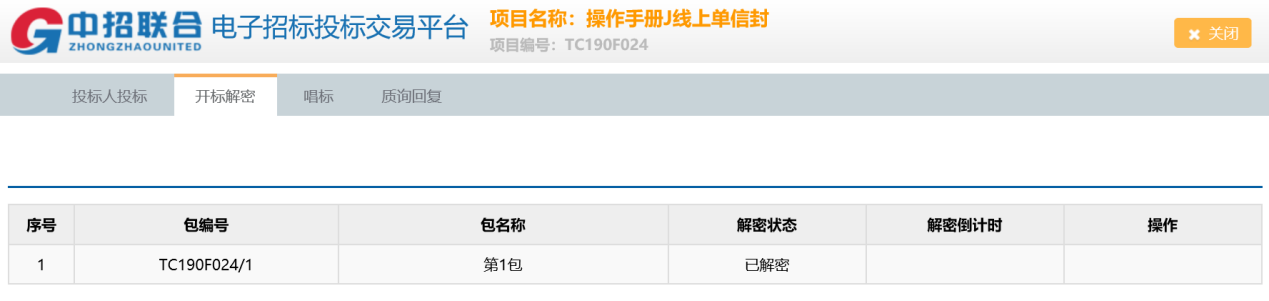 中招联合 电子招标投标交易平台
ZHONGZHAOUNITED
项目名称：操作手册J线上单信封
项目编号：TC190F024
关闭
投标人投标 开标解密 唱标 质询回复
序号 包编号 包名称 解密状态 解密倒计时 操作
1 TC190F024/1 第1包 已解密